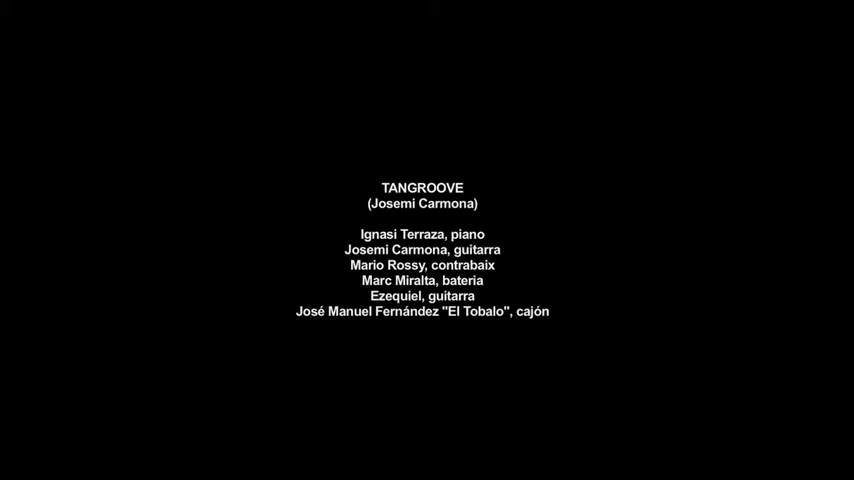 TANGROOVE
(Josemi Carmona)
Ignasi Terraza, piano
Josemi Carmona, guitarra
Mario Rossy, contrabaix
Marc Miralta, bateria
Ezequiel, guitarra
José Manuel Fernández "El Tobalo", cajón